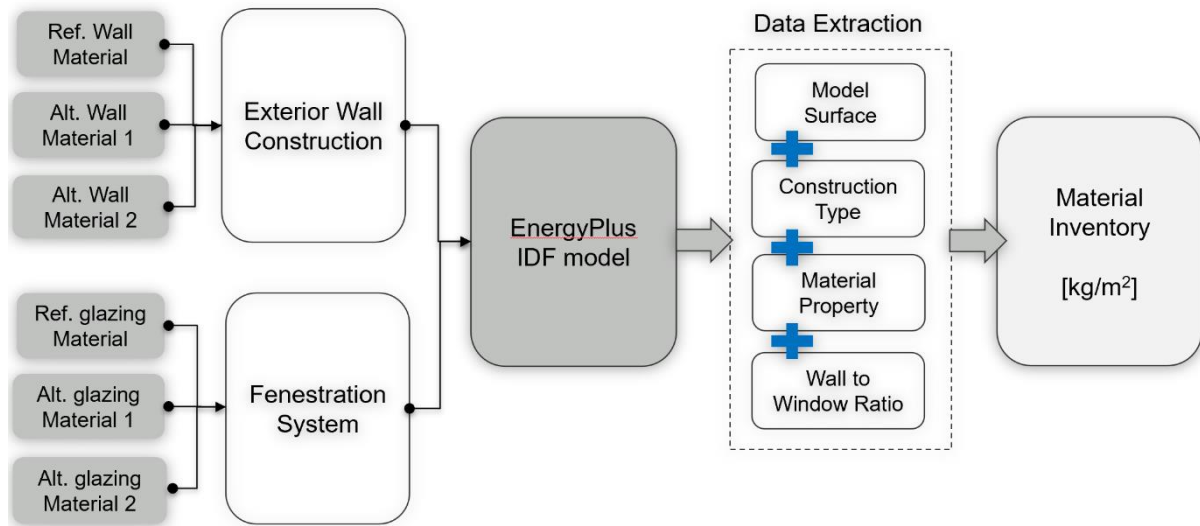 Ref. Wall
Material
Alt. Wall
Material 1
Alt. Wall
Material 2
Exterior Wall
Construction
Ref. glazing
Material
Alt. glazing
Material 1
Alt. glazing
Material 2
Fenestration
System
EnergyPlus
IDF model
Data Extraction
Model
Surface
Construction
Type
Material
Property
Wall to
Window Ratio
Material
Inventory
[kg/m²]